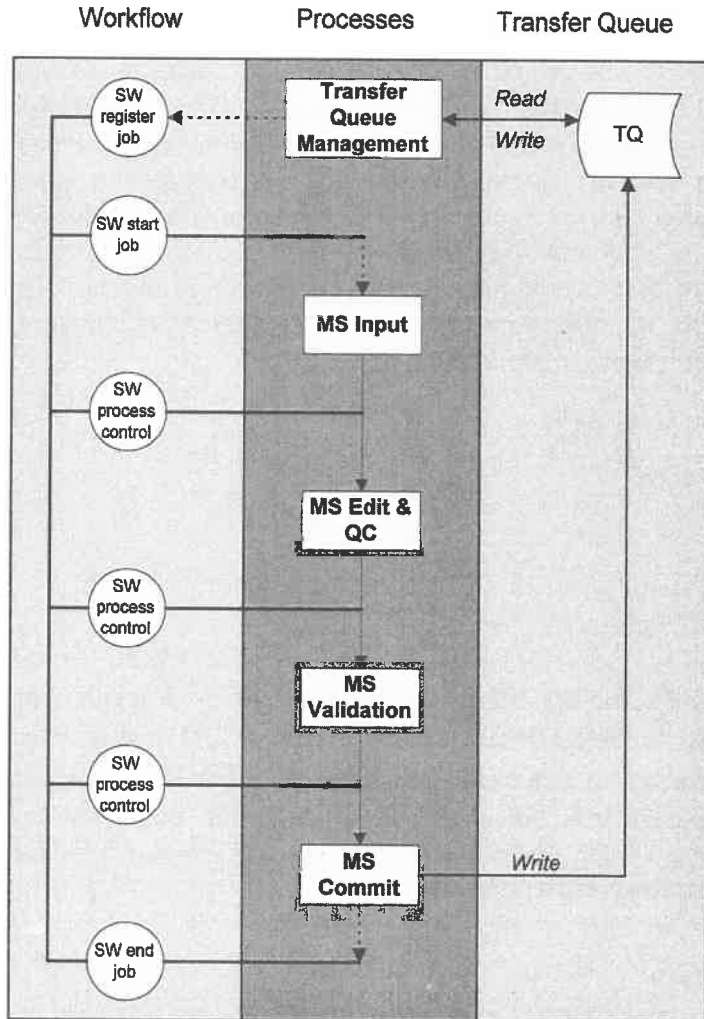 Workflow Processes Transfer Queue
SW
register
job
Transfer
Queue
Management
Read
Write
TQ
SW start
job
MS Input
SW
process
control
MS Edit &
QC
SW
process
control
MS
Validation
SW
process
control
MS
Commit
Write
SW end
job